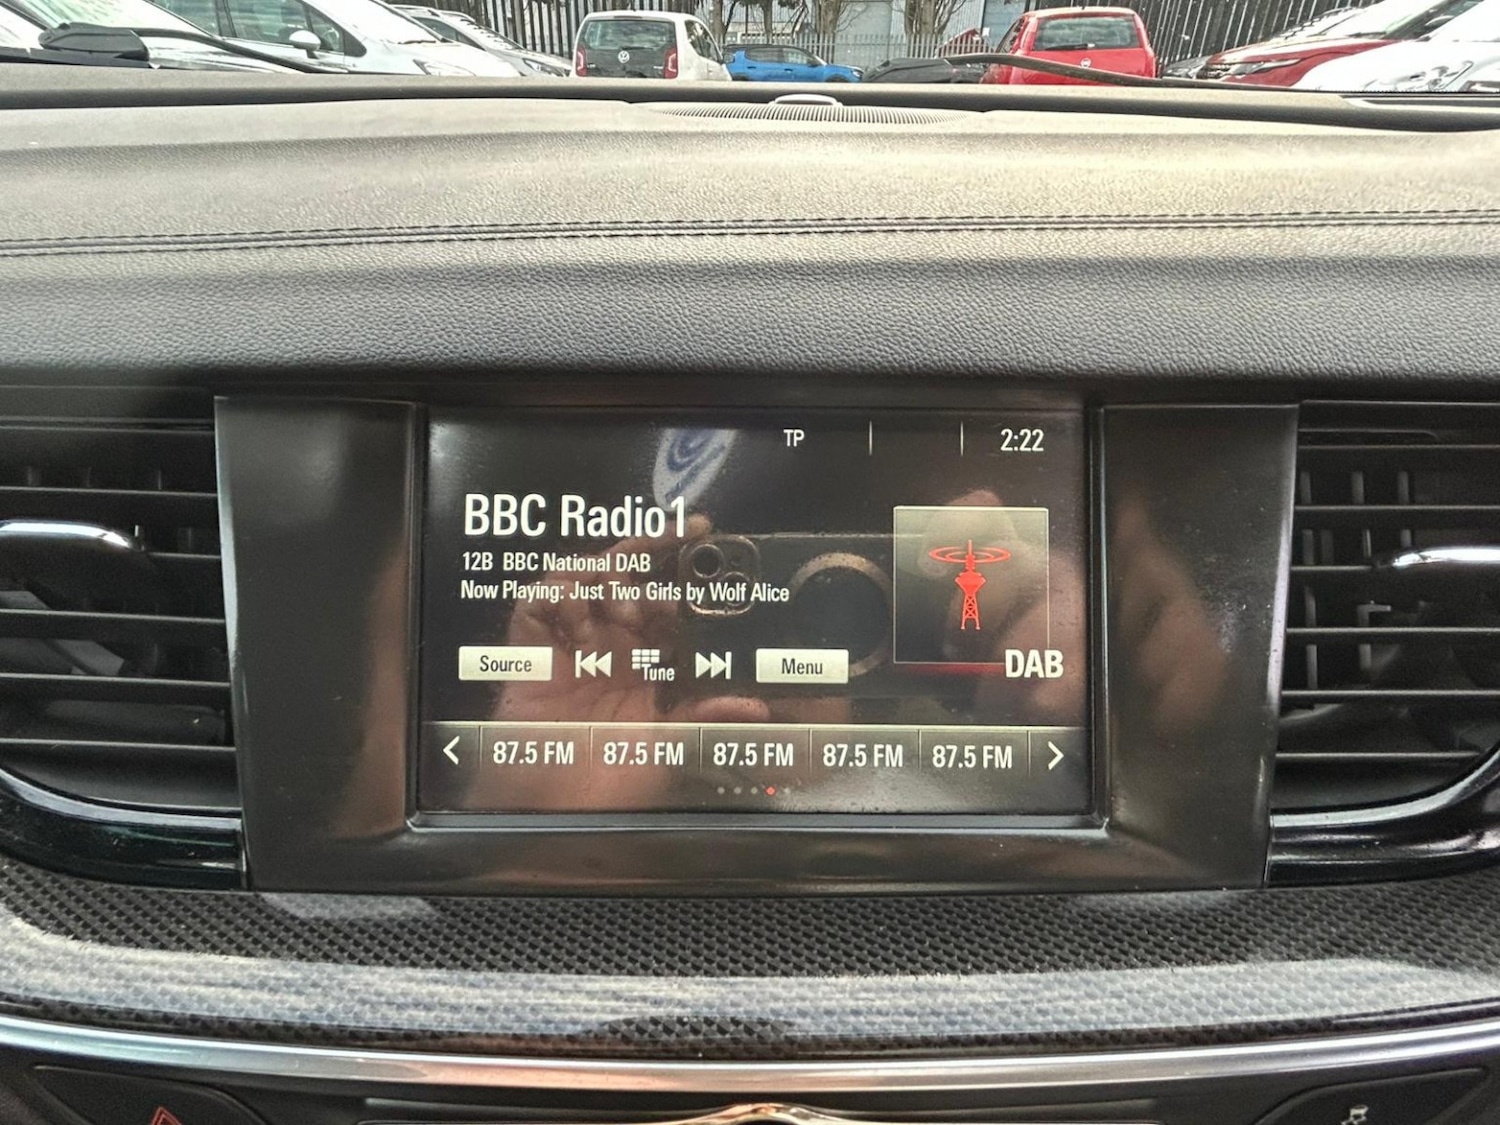 TP
2:22
BBC Radio1
12B BBC National DAB
Now Playing: Just Two Girls by Wolf Alice
Source Tune Menu
DAB
87.5 FM 87.5 FM 87.5 FM 87.5 FM 87.5 FM